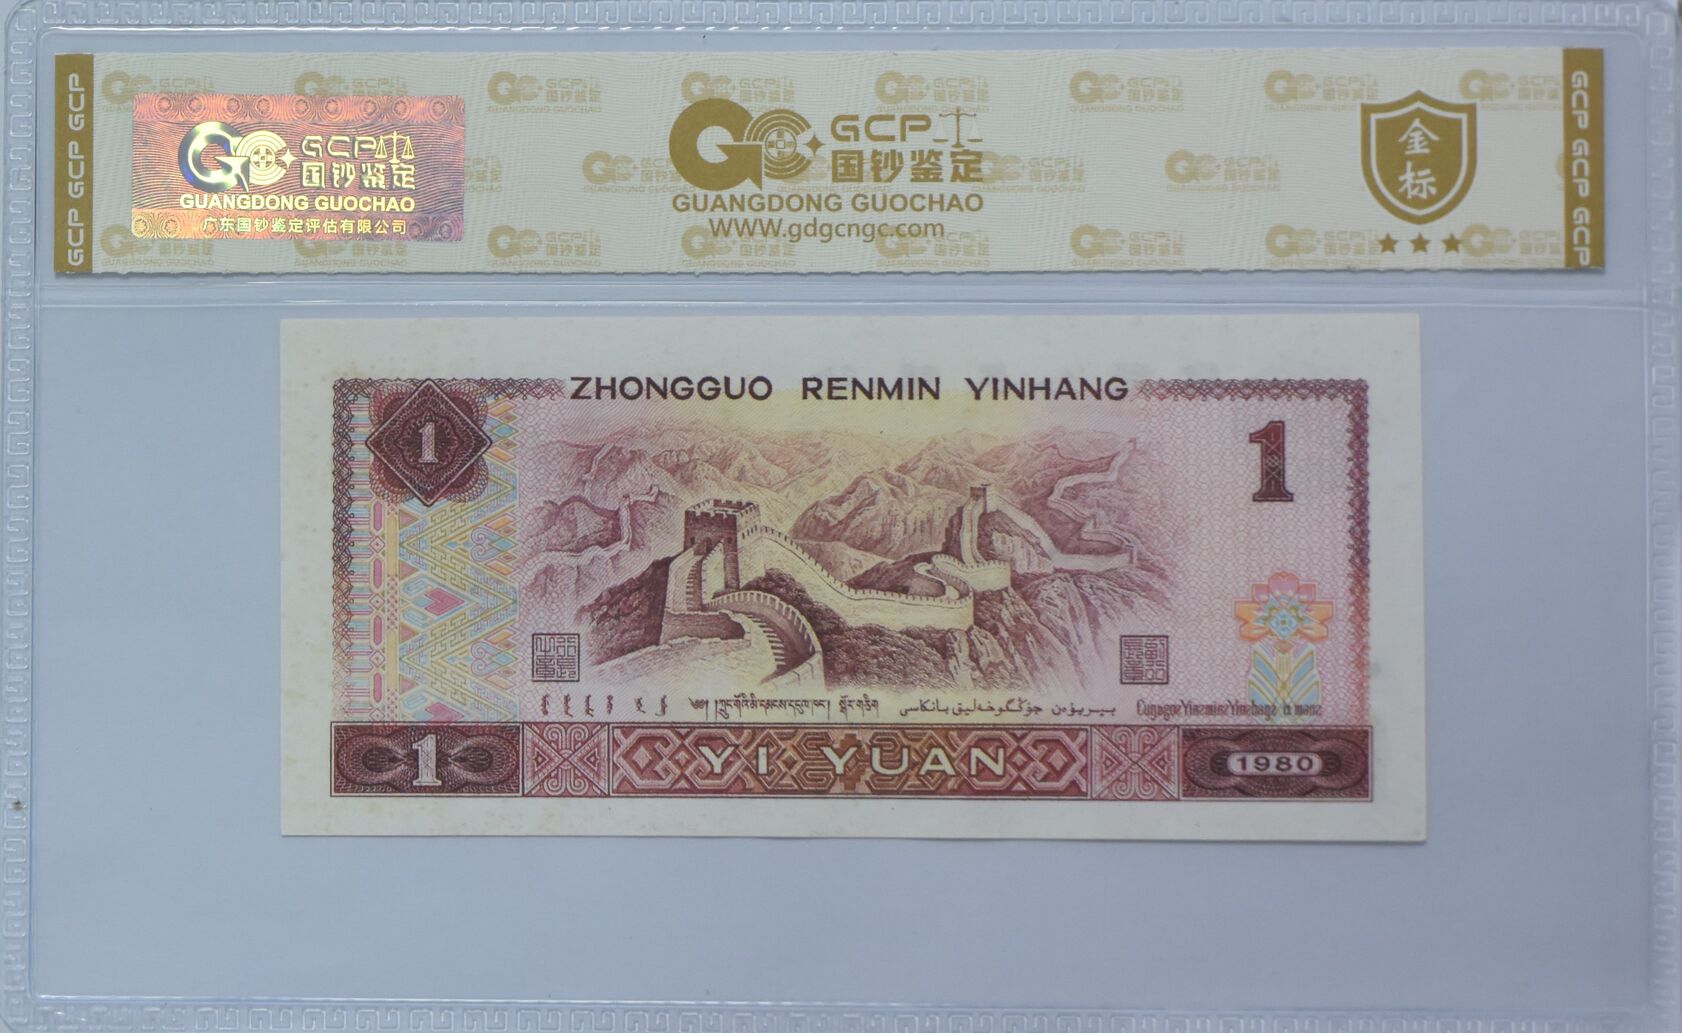 GCP GCP GCP
GCP
国钞鉴定
GUANGDONG GUOCHAO
广东国钞鉴定评估有限公司
GCP
国钞鉴定
GUANGDONG GUOCHAO
WWW.gdgcngc.com
金标
GCP GCP GCP
ZHONGGUO RENMIN YINHANG
1
1
1
YI YUAN
1980